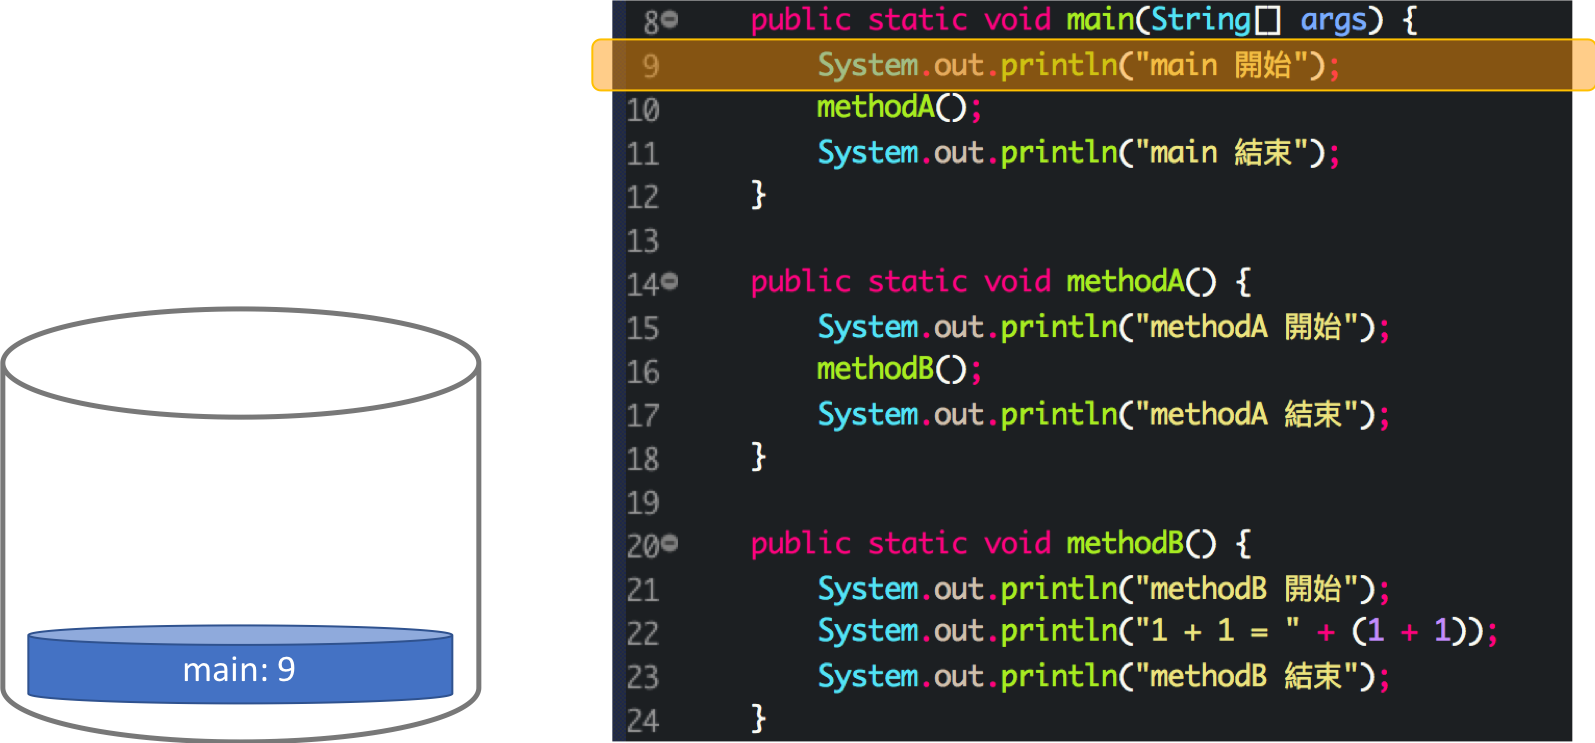 8 public static void main(String[] args) {
9 System.out.println("main 開始");
10 methodA();
11 System.out.println("main 結束");
12 }
13
14 public static void methodA() {
15 System.out.println("methodA 開始");
16 methodB();
17 System.out.println("methodA 結束");
18 }
19
20 public static void methodB() {
21 System.out.println("methodB 開始");
22 System.out.println("1 + 1 = " + (1 + 1));
23 System.out.println("methodB 結束");
24 }
main: 9